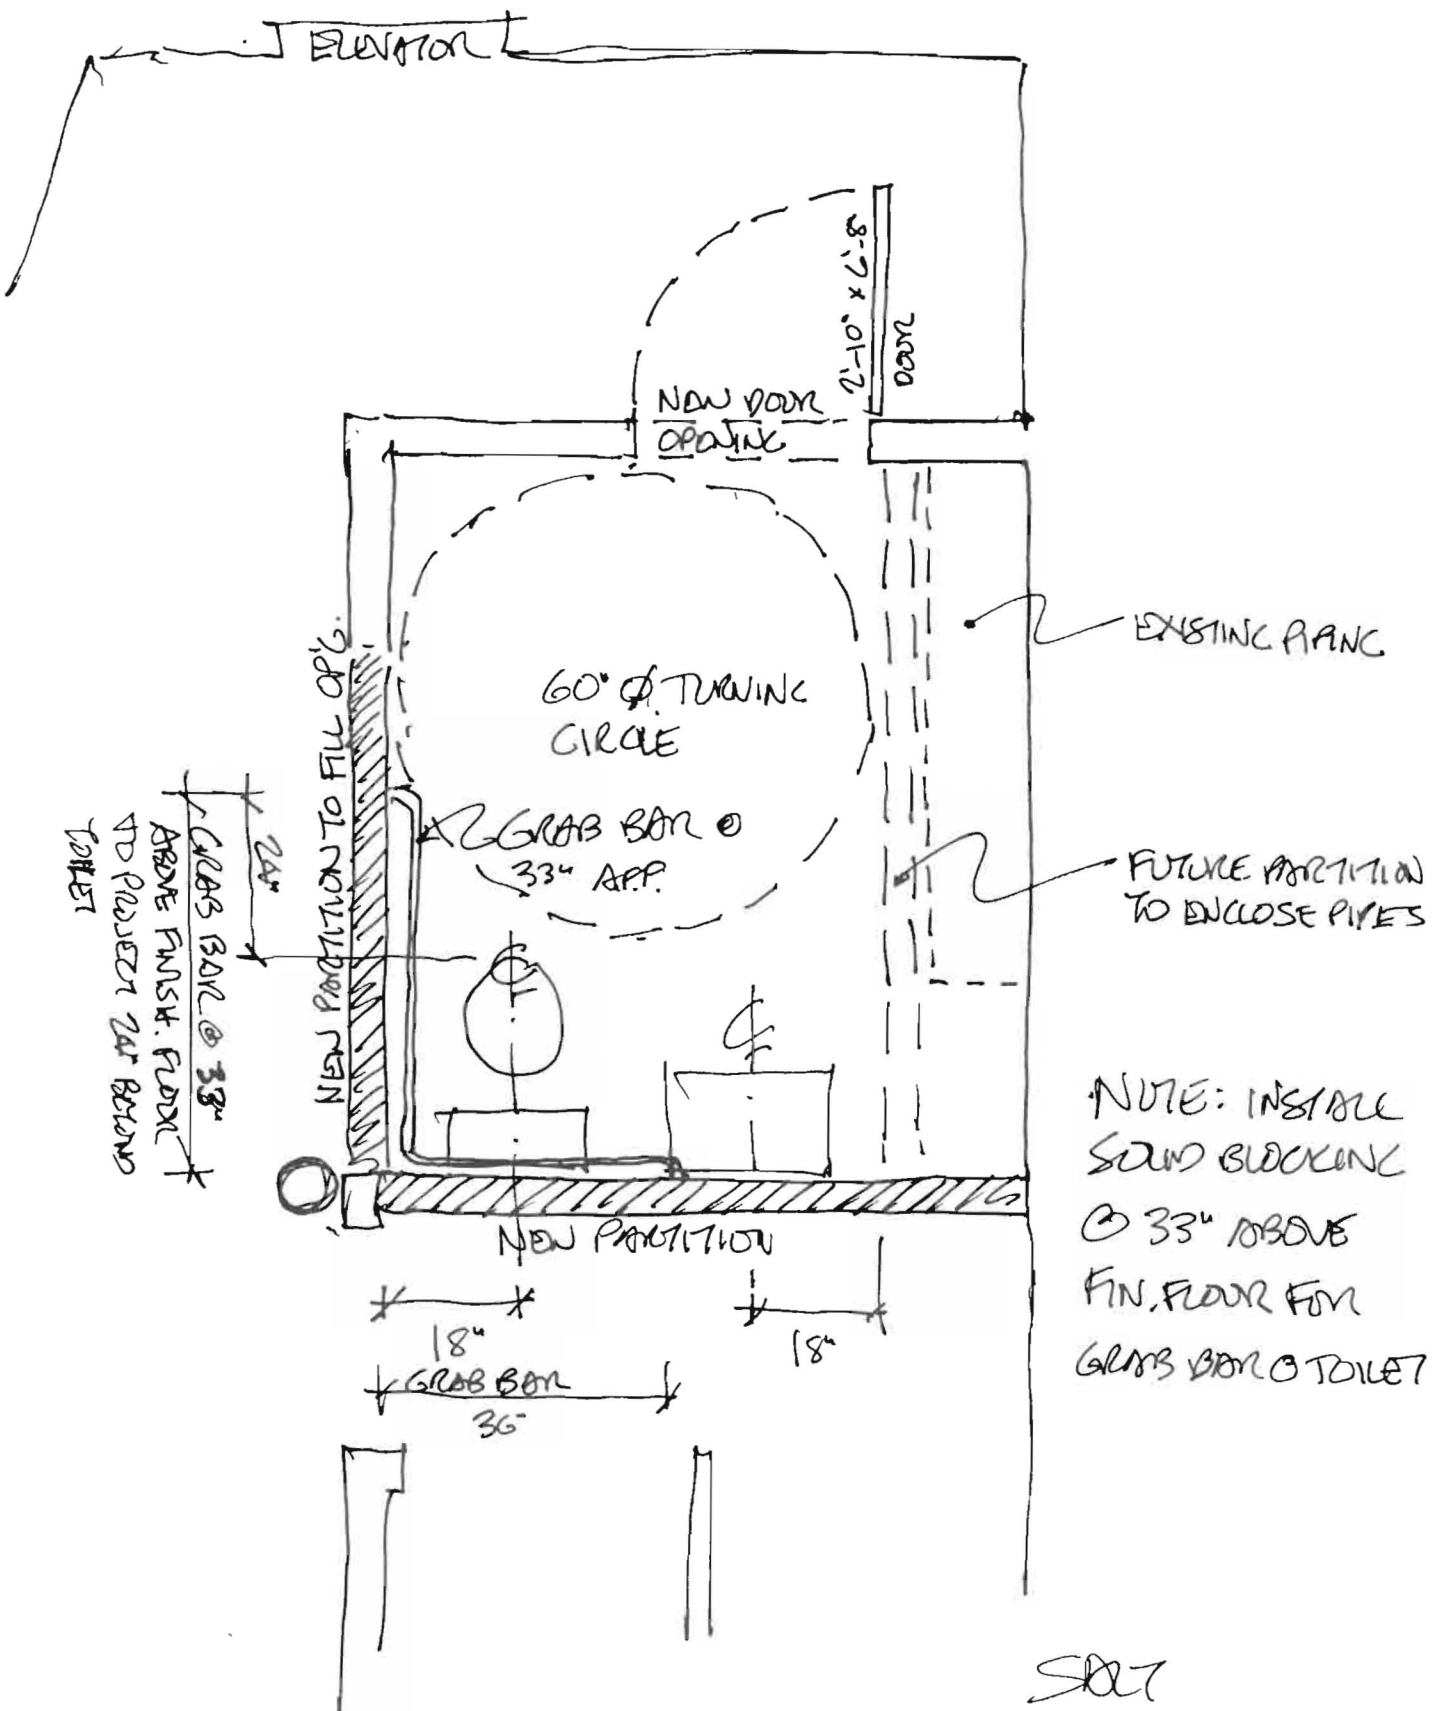 ELEVATOR
2'-10" x 6'-8"
DOOR
NEW DOOR
OPENING
EXISTING PIPING
60" Ø TURNING
CIRCLE
NEW PARTITION TO FILL OP'G.
GRAB BAR @
33" AFF.
24"
GRAB BAR @ 33"
ABOVE FINISH. FLOOR
TO PROJECT 24" BEYOND
TOILET
FUTURE PARTITION
TO ENCLOSE PIPES
NOTE: INSTALL
SOLID BLOCKING
@ 33" ABOVE
FIN. FLOOR FOR
GRAB BAR @ TOILET
NEW PARTITION
18"
18"
GRAB BAR
36"